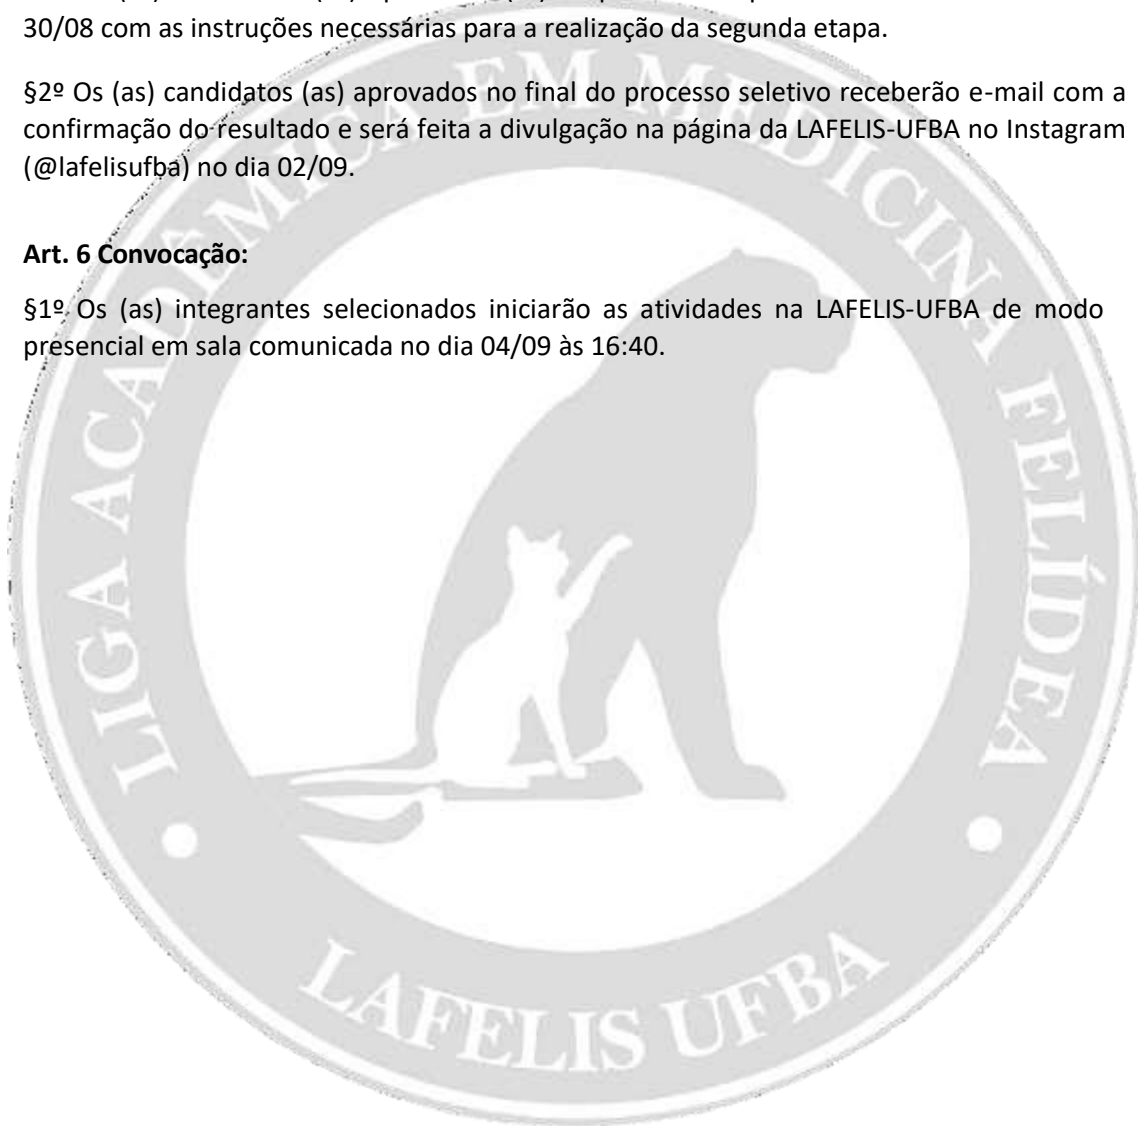 30/08 com as instruções necessárias para a realização da segunda etapa.
§2º Os (as) candidatos (as) aprovados no final do processo seletivo receberão e-mail com a
confirmação do resultado e será feita a divulgação na página da LAFELIS-UFBA no Instagram
(@lafelisufba) no dia 02/09.
Art. 6 Convocação:
§1º Os (as) integrantes selecionados iniciarão as atividades na LAFELIS-UFBA de modo
presencial em sala comunicada no dia 04/09 às 16:40.
LIGA ACADÊMICA EM MEDICINA FELÍDEA
LAFELIS UFBA